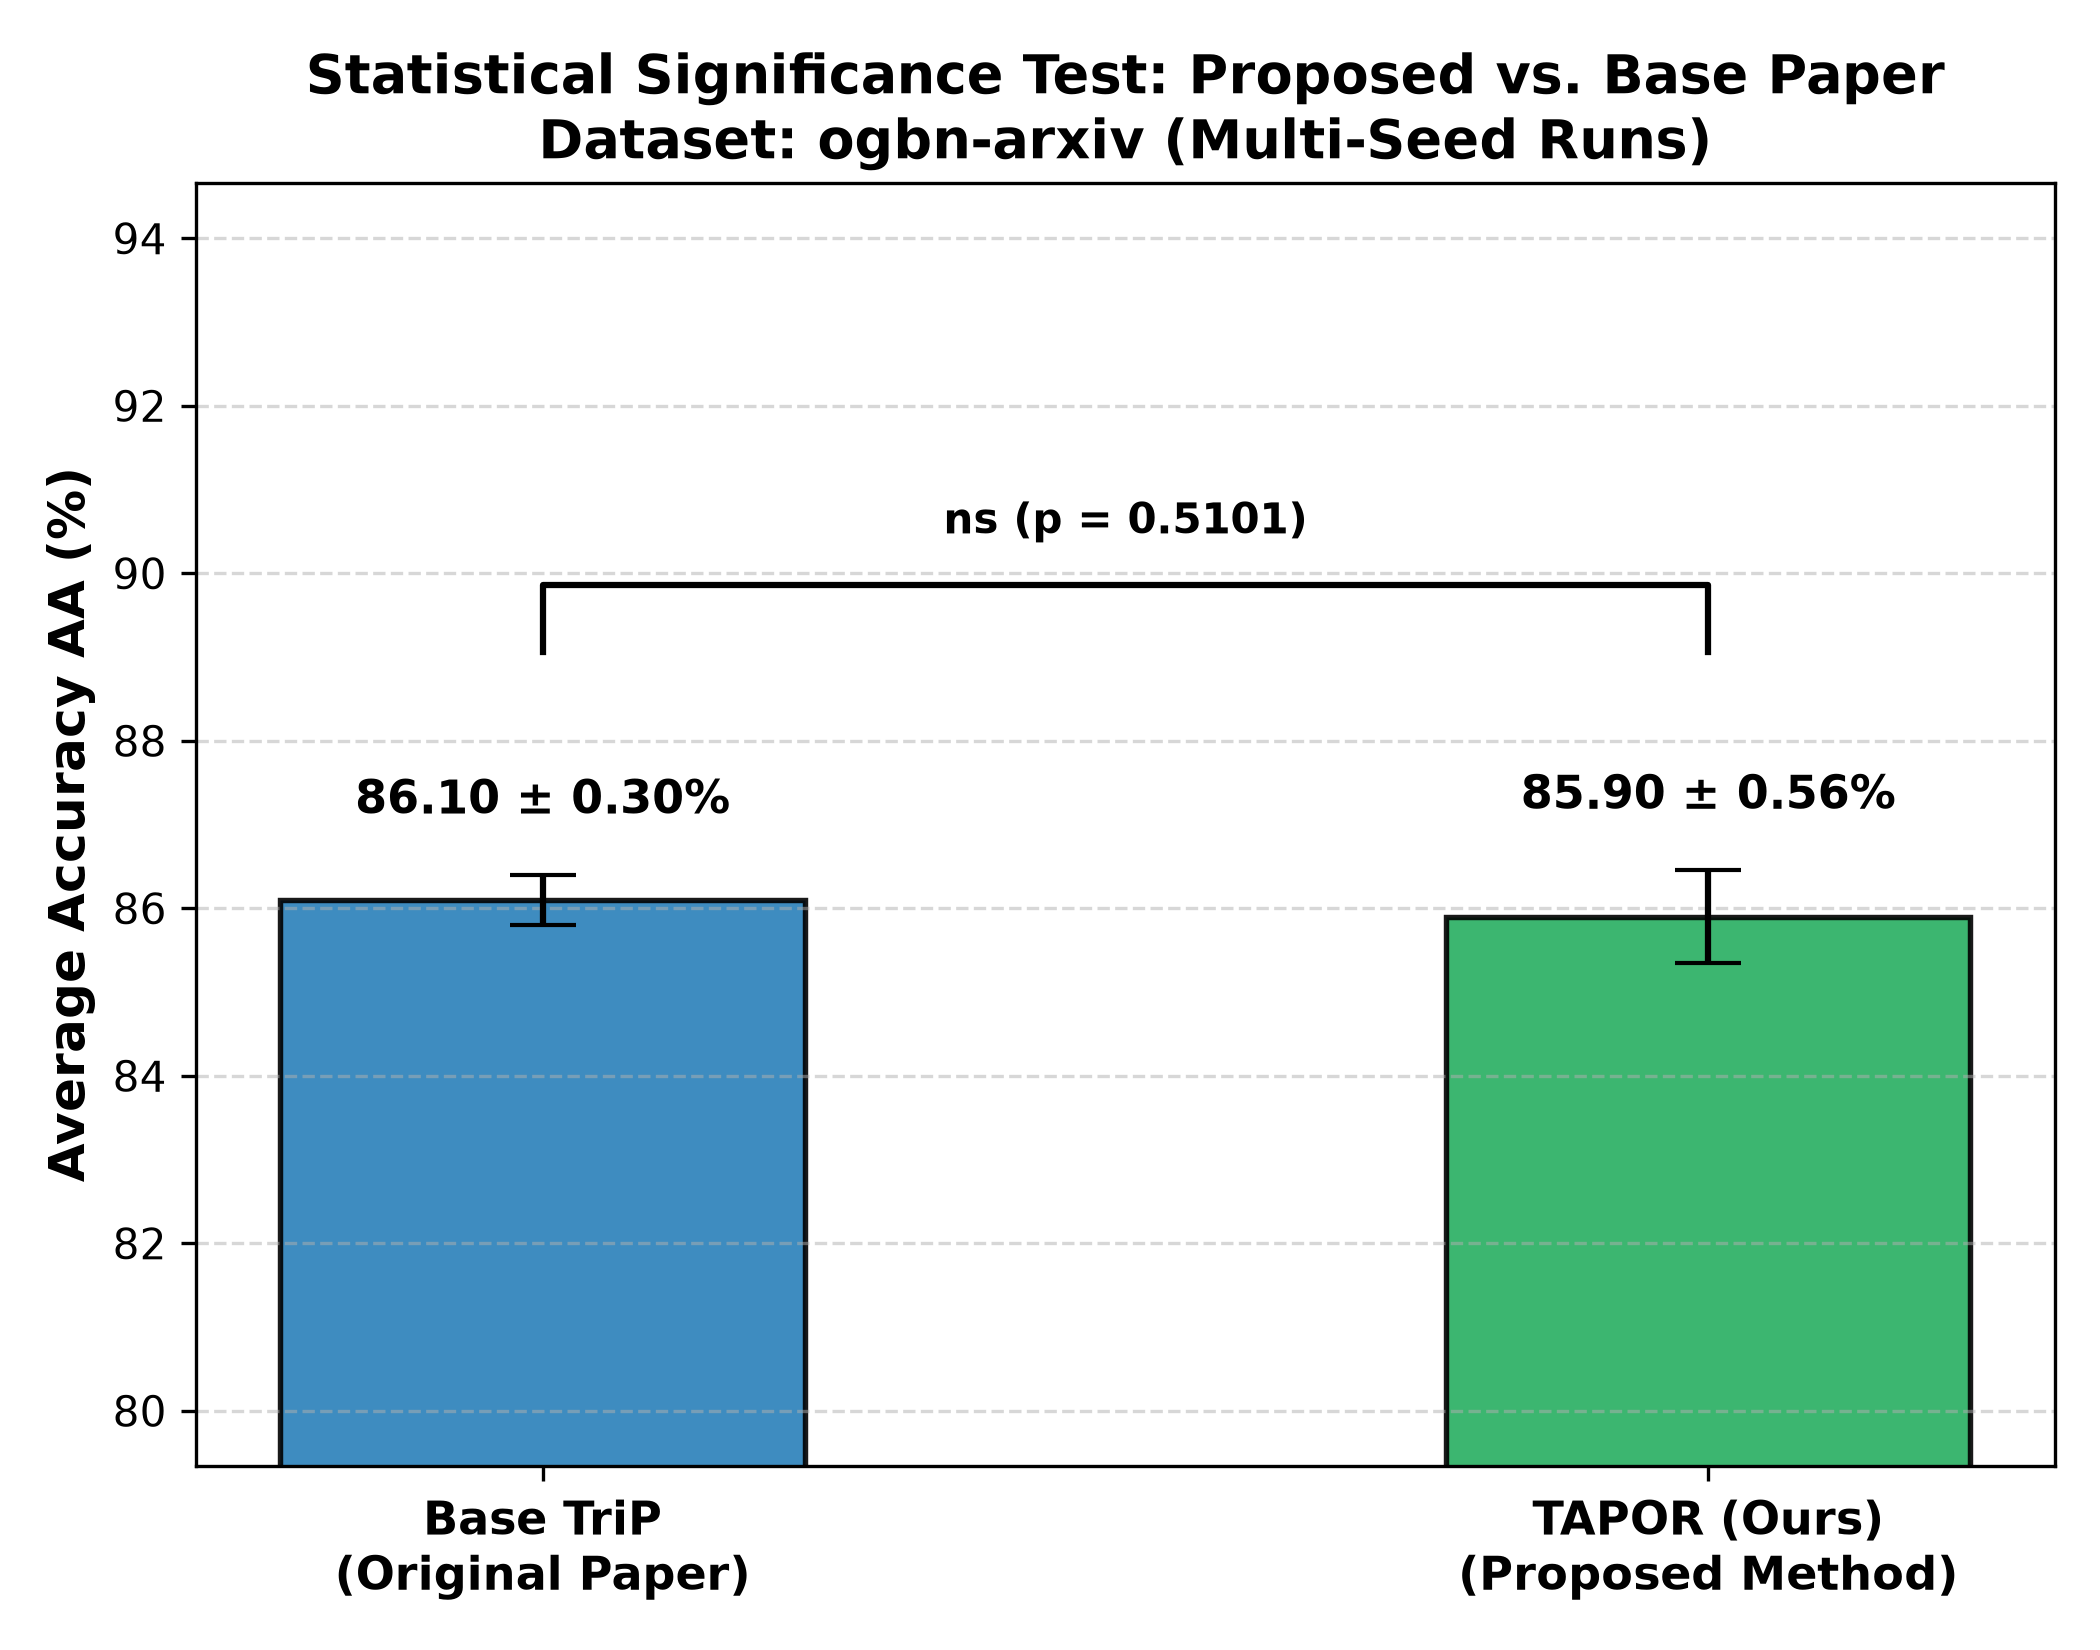 Statistical Significance Test: Proposed vs. Base Paper
Dataset: ogbn-arxiv (Multi-Seed Runs)
Average Accuracy AA (%)
94
92
90
88
86
84
82
80
ns (p = 0.5101)
86.10 ± 0.30%
85.90 ± 0.56%
Base TriP
(Original Paper)
TAPOR (Ours)
(Proposed Method)